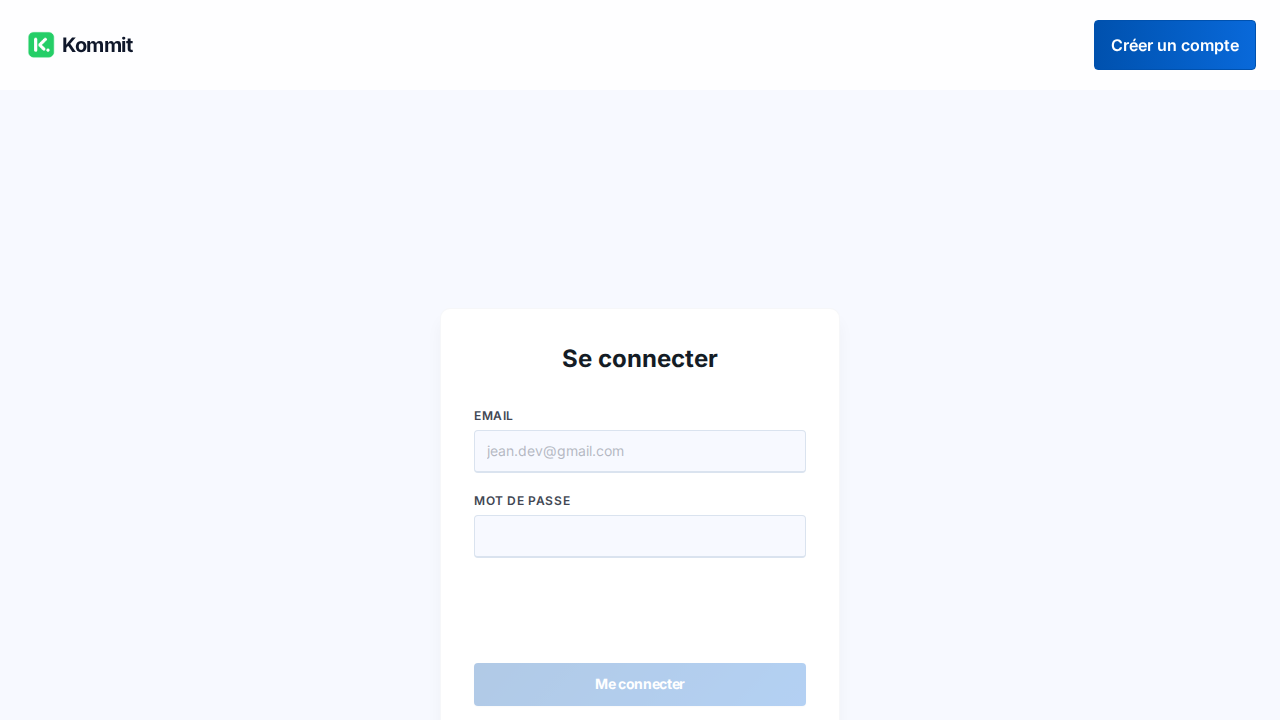 Kommit
Créer un compte
Se connecter
EMAIL
jean.dev@gmail.com
MOT DE PASSE
Me connecter